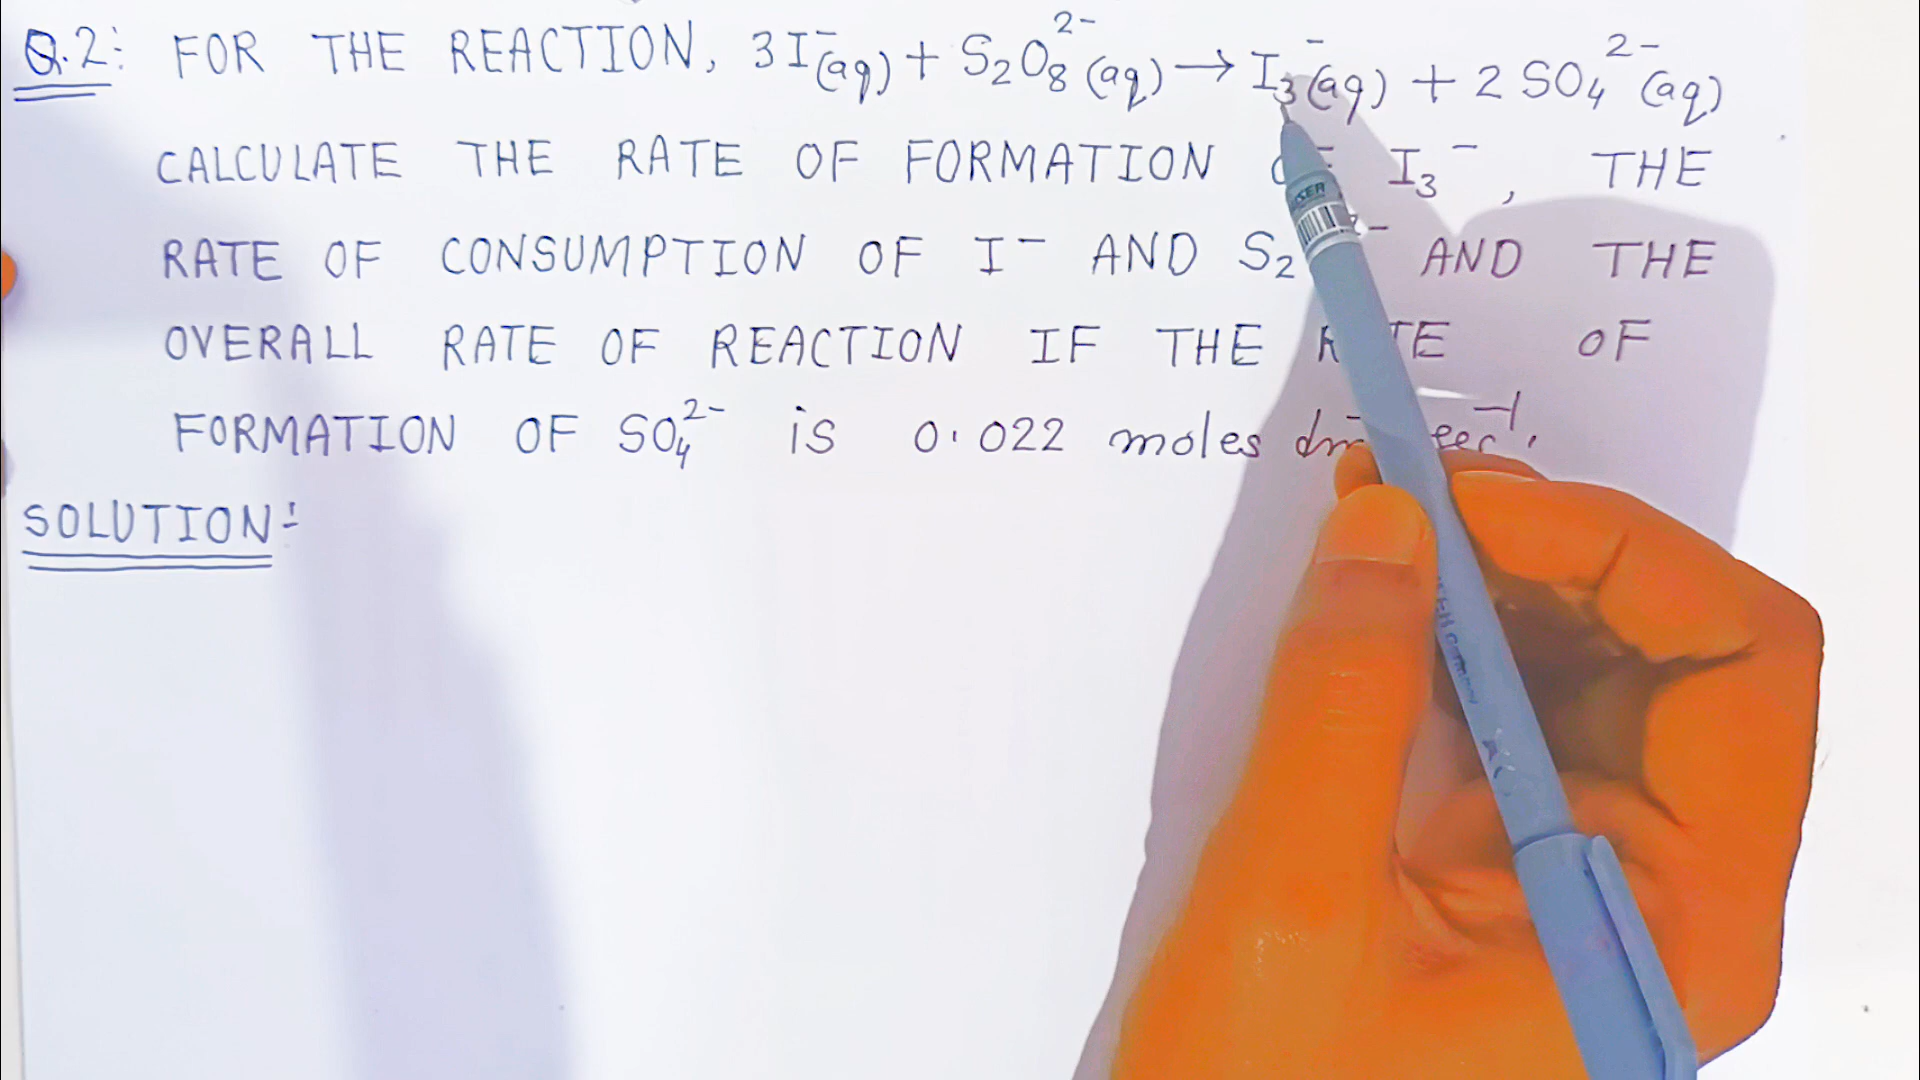 Q.2: FOR THE REACTION, 3I⁻(aq) + S₂O₈²⁻(aq) → I₃⁻(aq) + 2SO₄²⁻(aq)
CALCULATE THE RATE OF FORMATION I₃⁻, THE
RATE OF CONSUMPTION OF I⁻ AND S₂ AND THE
OVERALL RATE OF REACTION IF THE OF
FORMATION OF SO₄²⁻ is 0.022 moles sec⁻¹.
SOLUTION: